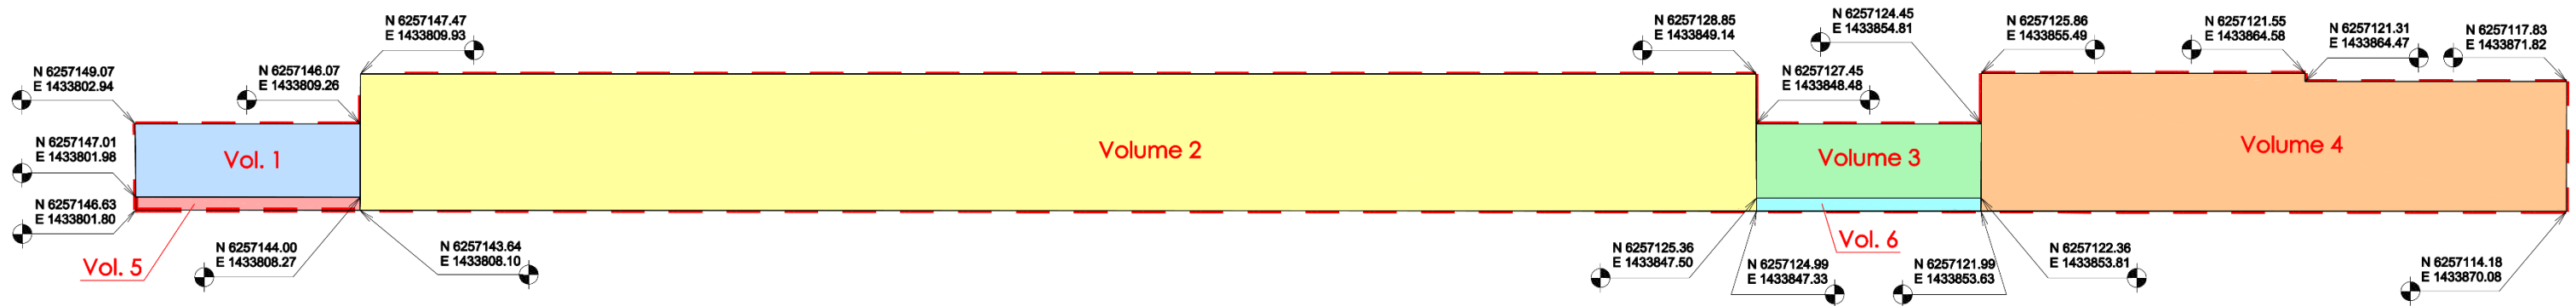 N 6257147.47
E 1433809.93
N 6257128.85
E 1433849.14
N 6257124.45
E 1433854.81
N 6257125.86
E 1433855.49
N 6257121.55
E 1433864.58
N 6257121.31
E 1433864.47
N 6257117.83
E 1433871.82
N 6257149.07
E 1433802.94
N 6257146.07
E 1433809.26
N 6257127.45
E 1433848.48
N 6257147.01
E 1433801.98
Vol. 1
Volume 2
Volume 3
Volume 4
N 6257146.63
E 1433801.80
N 6257144.00
E 1433808.27
N 6257143.64
E 1433808.10
Vol. 5
N 6257125.36
E 1433847.50
Vol. 6
N 6257124.99
E 1433847.33
N 6257121.99
E 1433853.63
N 6257122.36
E 1433853.81
N 6257114.18
E 1433870.08